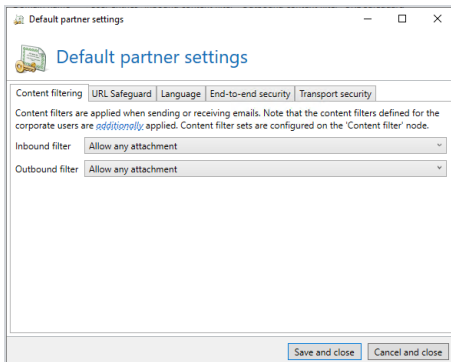 Default partner settings
Default partner settings
Content filtering URL Safeguard Language End-to-end security Transport security
Content filters are applied when sending or receiving emails. Note that the content filters defined for the
corporate users are additionally applied. Content filter sets are configured on the 'Content filter' node.
Inbound filter Allow any attachment
Outbound filter Allow any attachment
Save and close Cancel and close